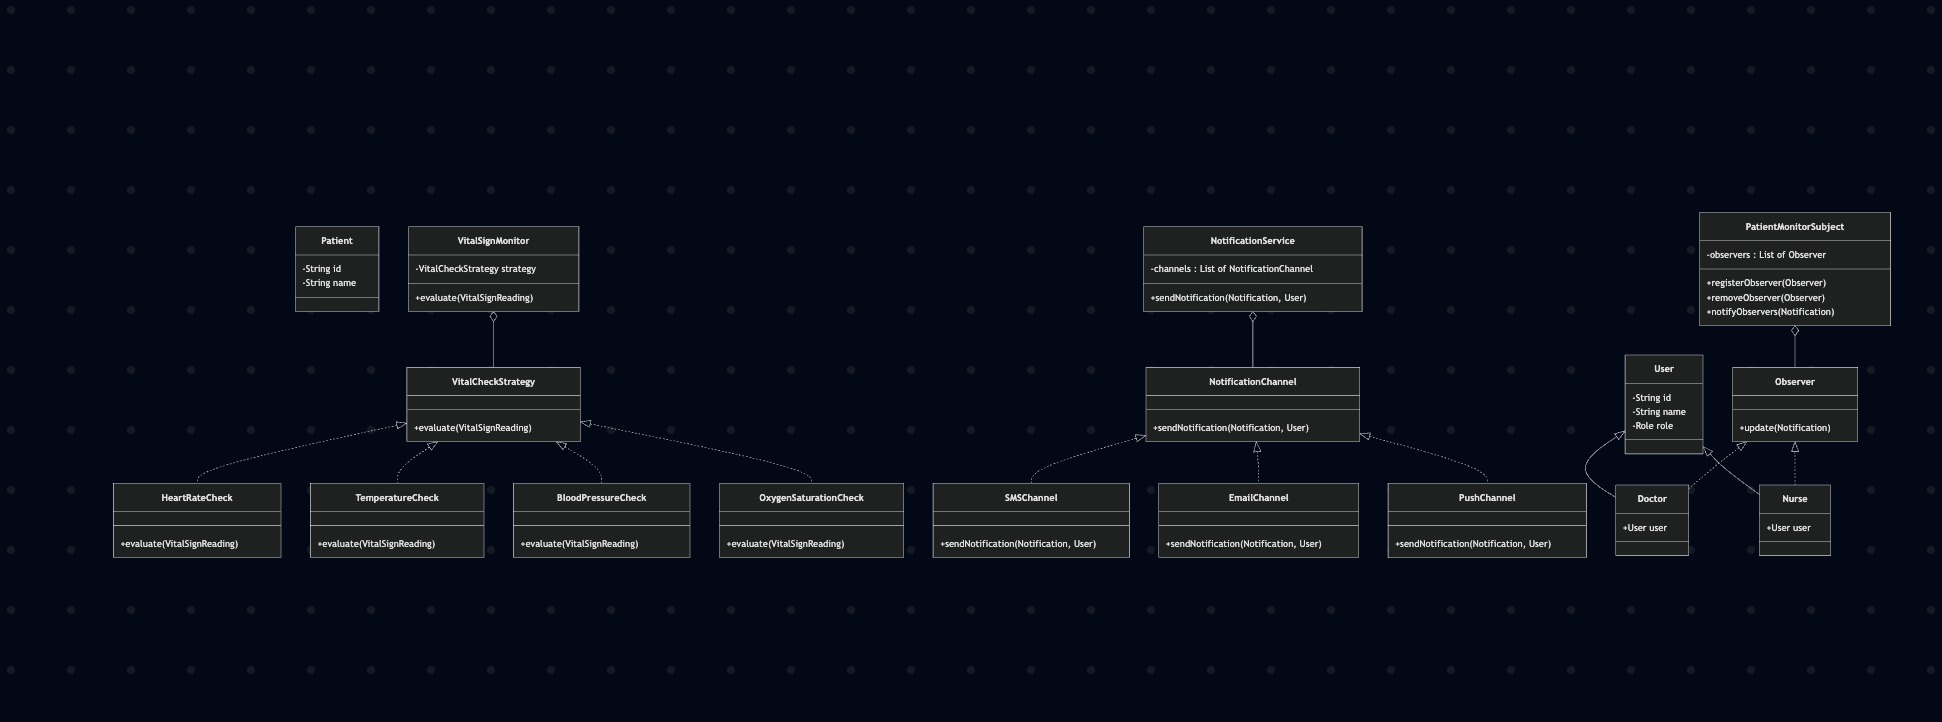 Patient
-String id
-String name
VitalSignMonitor
-VitalCheckStrategy strategy
+evaluate(VitalSignReading)
VitalCheckStrategy
+evaluate(VitalSignReading)
HeartRateCheck
+evaluate(VitalSignReading)
TemperatureCheck
+evaluate(VitalSignReading)
BloodPressureCheck
+evaluate(VitalSignReading)
OxygenSaturationCheck
+evaluate(VitalSignReading)
NotificationService
-channels : List of NotificationChannel
+sendNotification(Notification, User)
NotificationChannel
+sendNotification(Notification, User)
SMSChannel
+sendNotification(Notification, User)
EmailChannel
+sendNotification(Notification, User)
PushChannel
+sendNotification(Notification, User)
PatientMonitorSubject
-observers : List of Observer
+registerObserver(Observer)
+removeObserver(Observer)
+notifyObservers(Notification)
User
-String id
-String name
-Role role
Observer
+update(Notification)
Doctor
+User user
Nurse
+User user